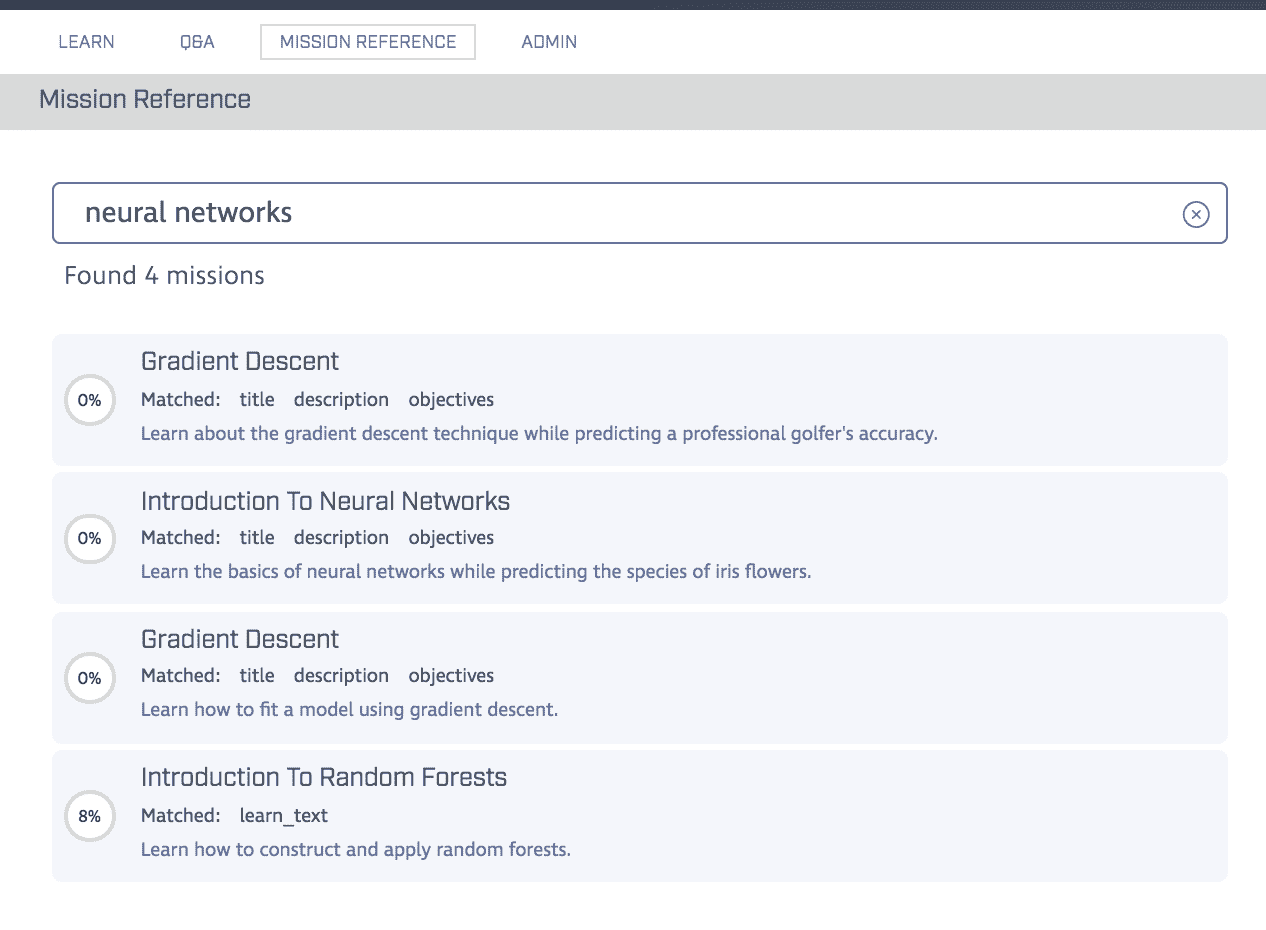 LEARN Q&A MISSION REFERENCE ADMIN
Mission Reference
neural networks
Found 4 missions
Gradient Descent
0%
Matched: title description objectives
Learn about the gradient descent technique while predicting a professional golfer's accuracy.
Introduction To Neural Networks
0%
Matched: title description objectives
Learn the basics of neural networks while predicting the species of iris flowers.
Gradient Descent
0%
Matched: title description objectives
Learn how to fit a model using gradient descent.
Introduction To Random Forests
8%
Matched: learn_text
Learn how to construct and apply random forests.